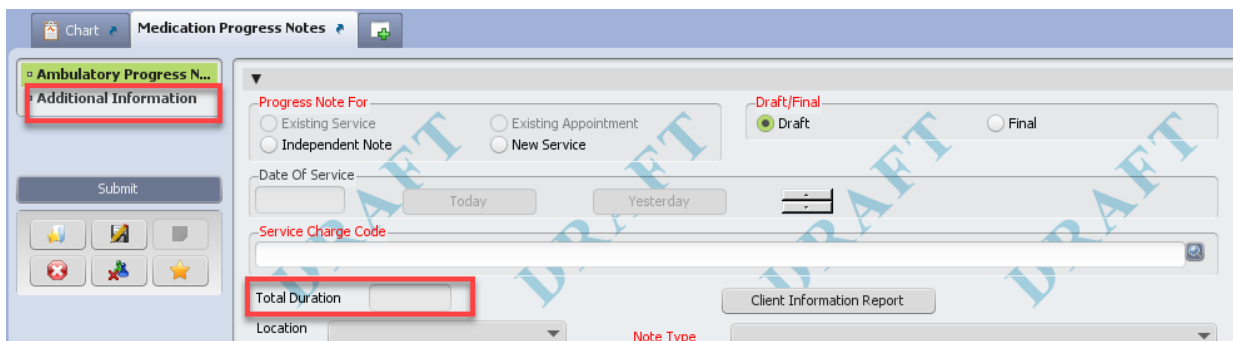 Chart
Medication Progress Notes
Ambulatory Progress N...
Additional Information
Submit
Progress Note For
Existing Service
Existing Appointment
Independent Note
New Service
Draft/Final
Draft
Final
Date Of Service
Today
Yesterday
Service Charge Code
Total Duration
Client Information Report
Location
Note Type
DRAFT
DRAFT
DRAFT
DRAFT